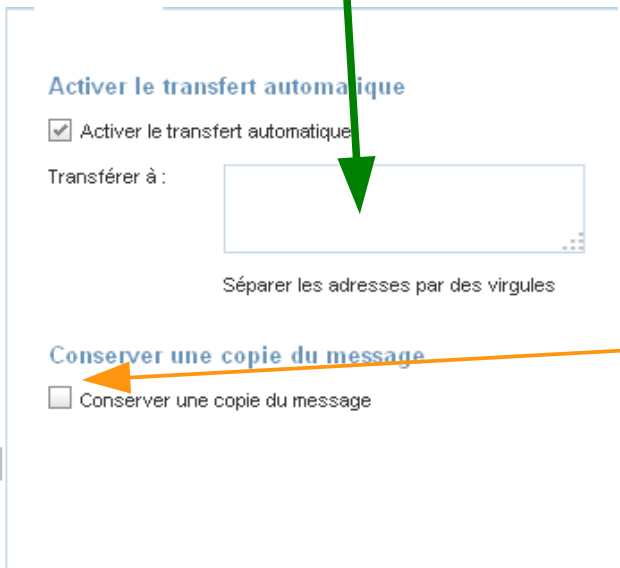 Activer le transfert automatique
Activer le transfert automatique
Transférer à :
Séparer les adresses par des virgules
Conserver une copie du message
Conserver une copie du message